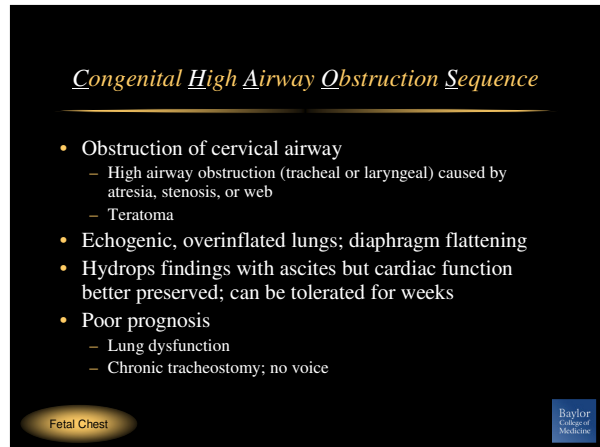 Congenital High Airway Obstruction Sequence
• Obstruction of cervical airway
– High airway obstruction (tracheal or laryngeal) caused by
atresia, stenosis, or web
– Teratoma
• Echogenic, overinflated lungs; diaphragm flattening
• Hydrops findings with ascites but cardiac function
better preserved; can be tolerated for weeks
• Poor prognosis
– Lung dysfunction
– Chronic tracheostomy; no voice
Fetal Chest
Baylor
College of
Medicine